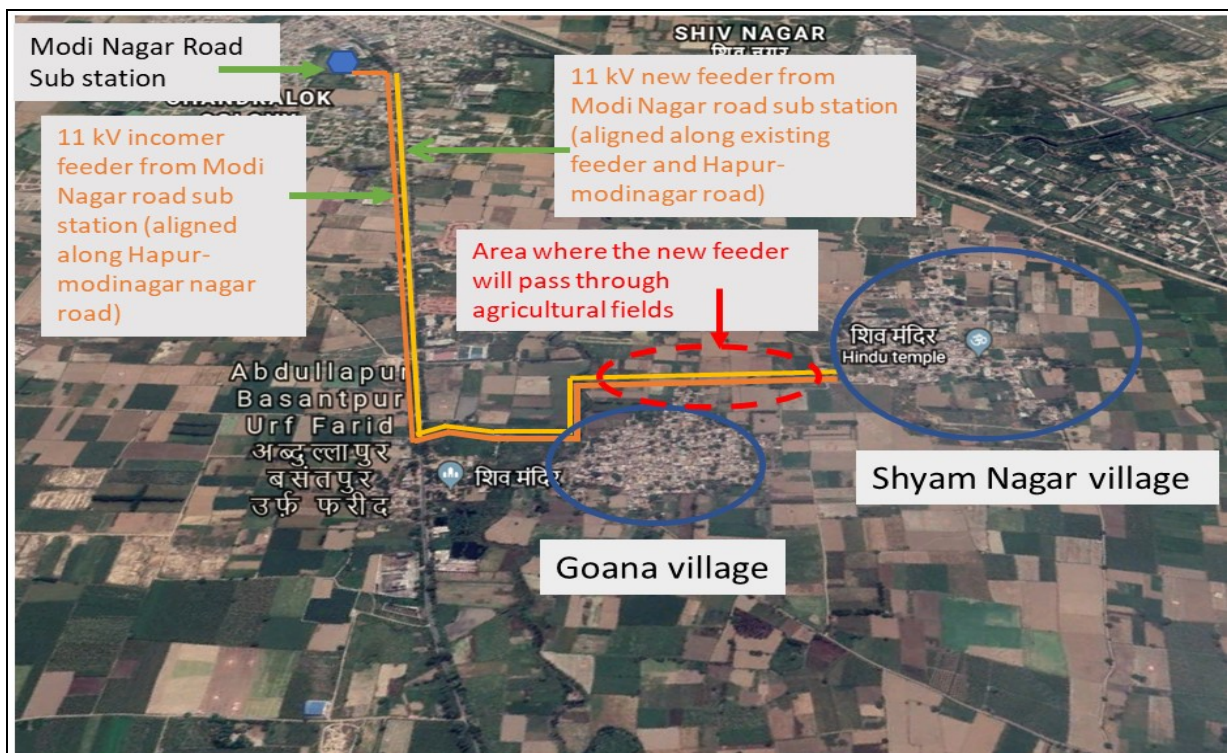 Modi Nagar Road
Sub station
SHIV NAGAR
शिव नगर
CHANDRALOK
COLONY
11 kV new feeder from
Modi Nagar road sub station
(aligned along existing
feeder and Hapur-
modinagar road)
11 kV incomer
feeder from Modi
Nagar road sub
station (aligned
along Hapur-
modinagar nagar
road)
Area where the new feeder
will pass through
agricultural fields
शिव मंदिर
Hindu temple
Abdullapur
Basantpur
Urf Farid
अब्दुल्लापुर
बसंतपुर
उर्फ़ फरीद
शिव मंदिर
Shyam Nagar village
Goana village